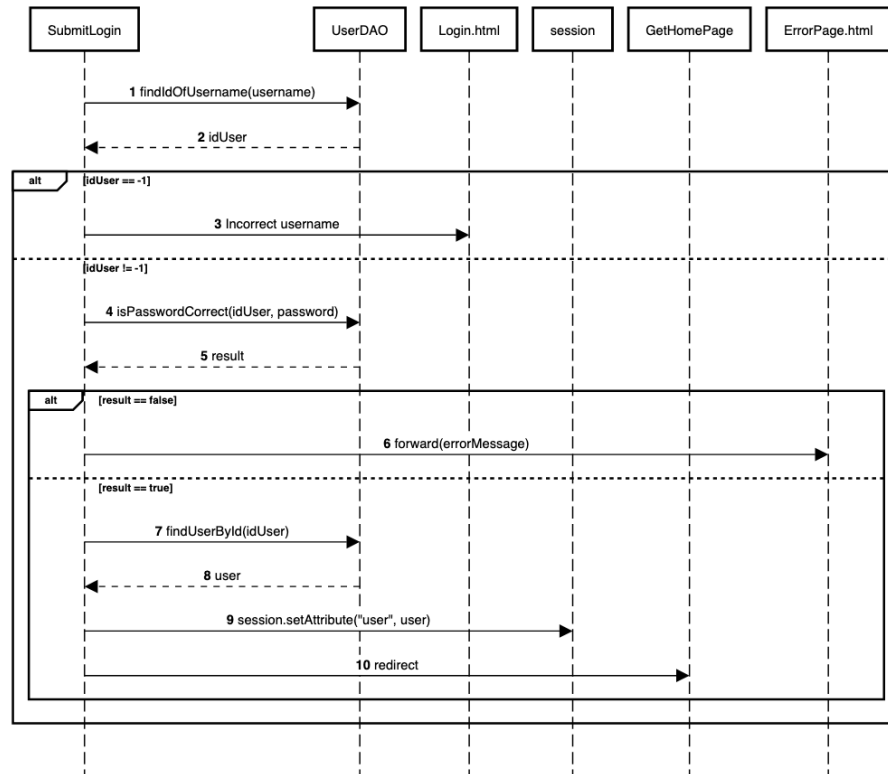 SubmitLogin
UserDAO
Login.html
session
GetHomePage
ErrorPage.html
1 findIdOfUsername(username)
2 idUser
alt
[idUser == -1]
3 Incorrect username
[idUser != -1]
4 isPasswordCorrect(idUser, password)
5 result
alt
[result == false]
6 forward(errorMessage)
[result == true]
7 findUserById(idUser)
8 user
9 session.setAttribute("user", user)
10 redirect